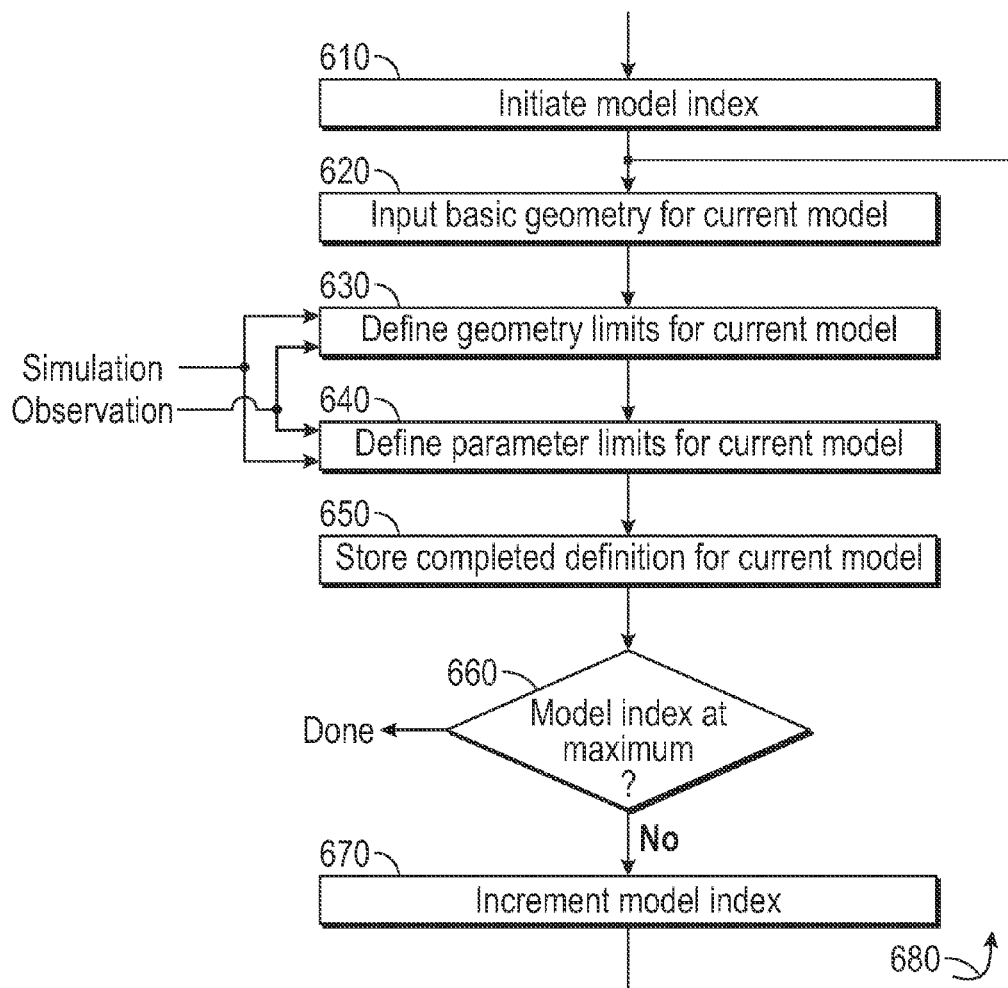 610
Initiate model index
620
Input basic geometry for current model
630
Define geometry limits for current model
Simulation
Observation
640
Define parameter limits for current model
650
Store completed definition for current model
660
Model index at
maximum
?
Done
No
670
Increment model index
680